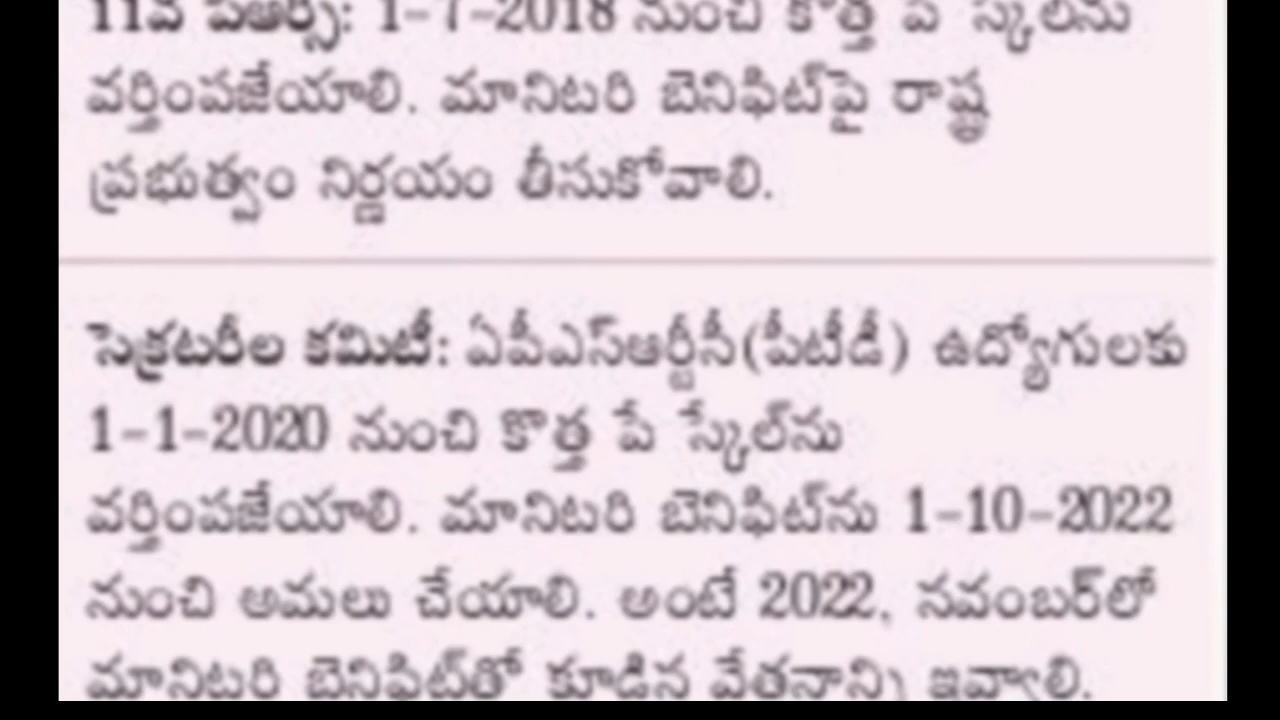 11వ పీఆర్సీ: 1-7-2018 నుంచి కొత్త పే స్కేల్‌ను
వర్తింపజేయాలి. మానిటరి బెనిఫిట్‌పై రాష్ట్ర
ప్రభుత్వం నిర్ణయం తీసుకోవాలి.
సెక్రటరీల కమిటీ: ఏపీఎస్ఆర్టీసీ(పీటీడీ) ఉద్యోగులకు
1-1-2020 నుంచి కొత్త పే స్కేల్‌ను
వర్తింపజేయాలి. మానిటరి బెనిఫిట్‌ను 1-10-2022
నుంచి అమలు చేయాలి. అంటే 2022, నవంబర్‌లో
మానిటరి బెనిఫిట్‌తో కూడిన వేతనాన్ని ఇవ్వాలి.